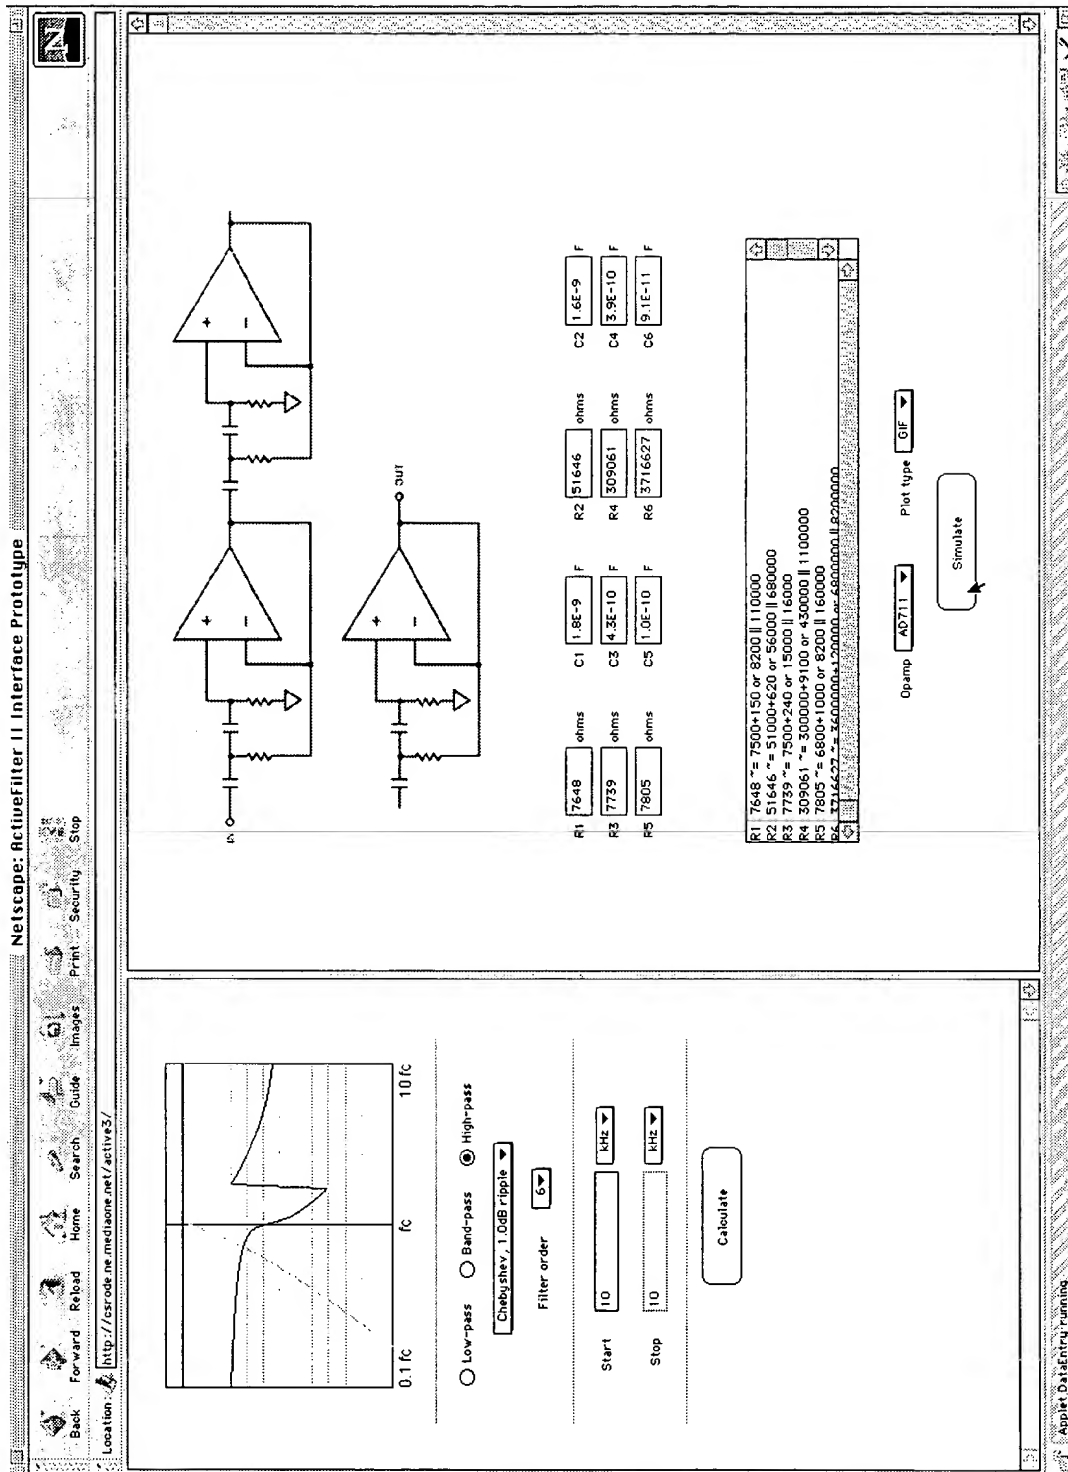 Netscape: ActiveFilter II Interface Prototype
Back Forward Reload Home Search Guide Images Print Security Stop
N
Location: http://csrode.ne.mediaone.net/active3/
0.1 fc fc 10 fc
Low-pass Band-pass High-pass
Chebyshev, 1.0dB ripple
Filter order 6
Start 10 kHz
Stop 10 kHz
Calculate
+
−
+
−
+
−
OUT
R1 7648 ohms C1 1.8E-9 F R2 51646 ohms C2 1.6E-9 F
R3 7739 ohms C3 4.3E-10 F R4 309061 ohms C4 3.9E-10 F
R5 7805 ohms C5 1.0E-10 F R6 3716627 ohms C6 9.1E-11 F
R1 7648 ~= 7500+150 or 8200 || 110000
R2 51646 ~= 51000+620 or 56000 || 680000
R3 7739 ~= 7500+240 or 15000 || 16000
R4 309061 ~= 300000+9100 or 430000 || 1100000
R5 7805 ~= 6800+1000 or 8200 || 160000
R6 3716627 ~= 3600000+120000 or 6800000 || 8200000
Opamp AD711 Plot type GIF
Simulate
Applet DataEntry running